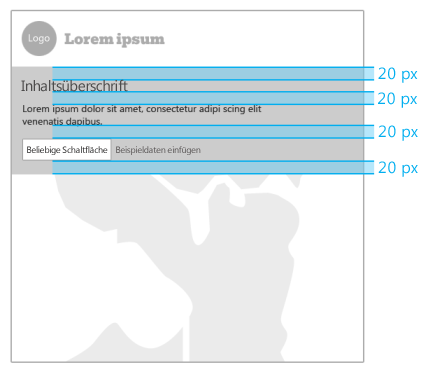 Logo
Lorem ipsum
20 px
Inhaltsüberschrift
20 px
Lorem ipsum dolor sit amet, consectetur adipi scing elit
venenatis dapibus.
20 px
Beliebige Schaltfläche Beispieldaten einfügen
20 px